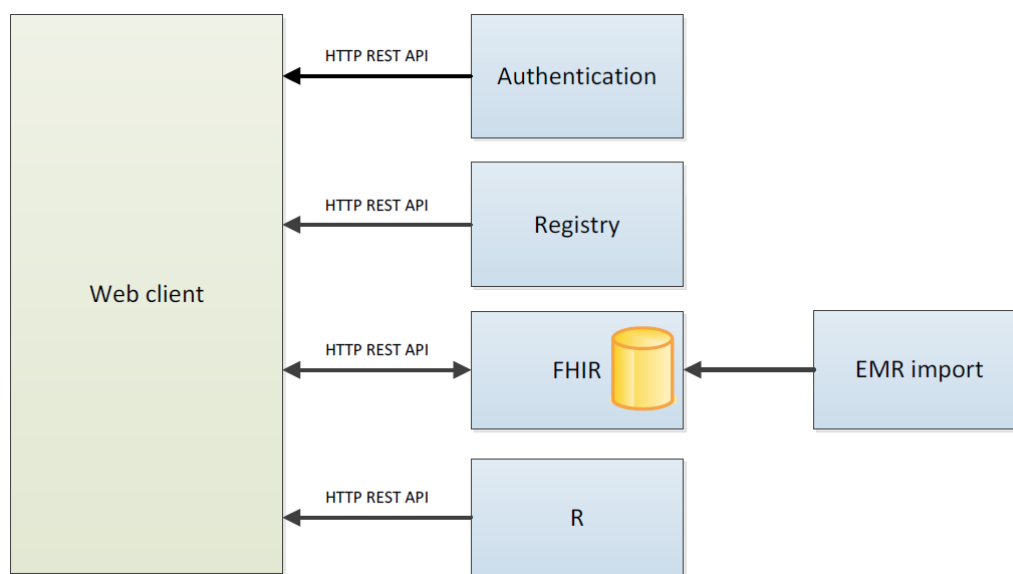 HTTP REST API
Authentication
HTTP REST API
Registry
Web client
HTTP REST API
FHIR
EMR import
HTTP REST API
R